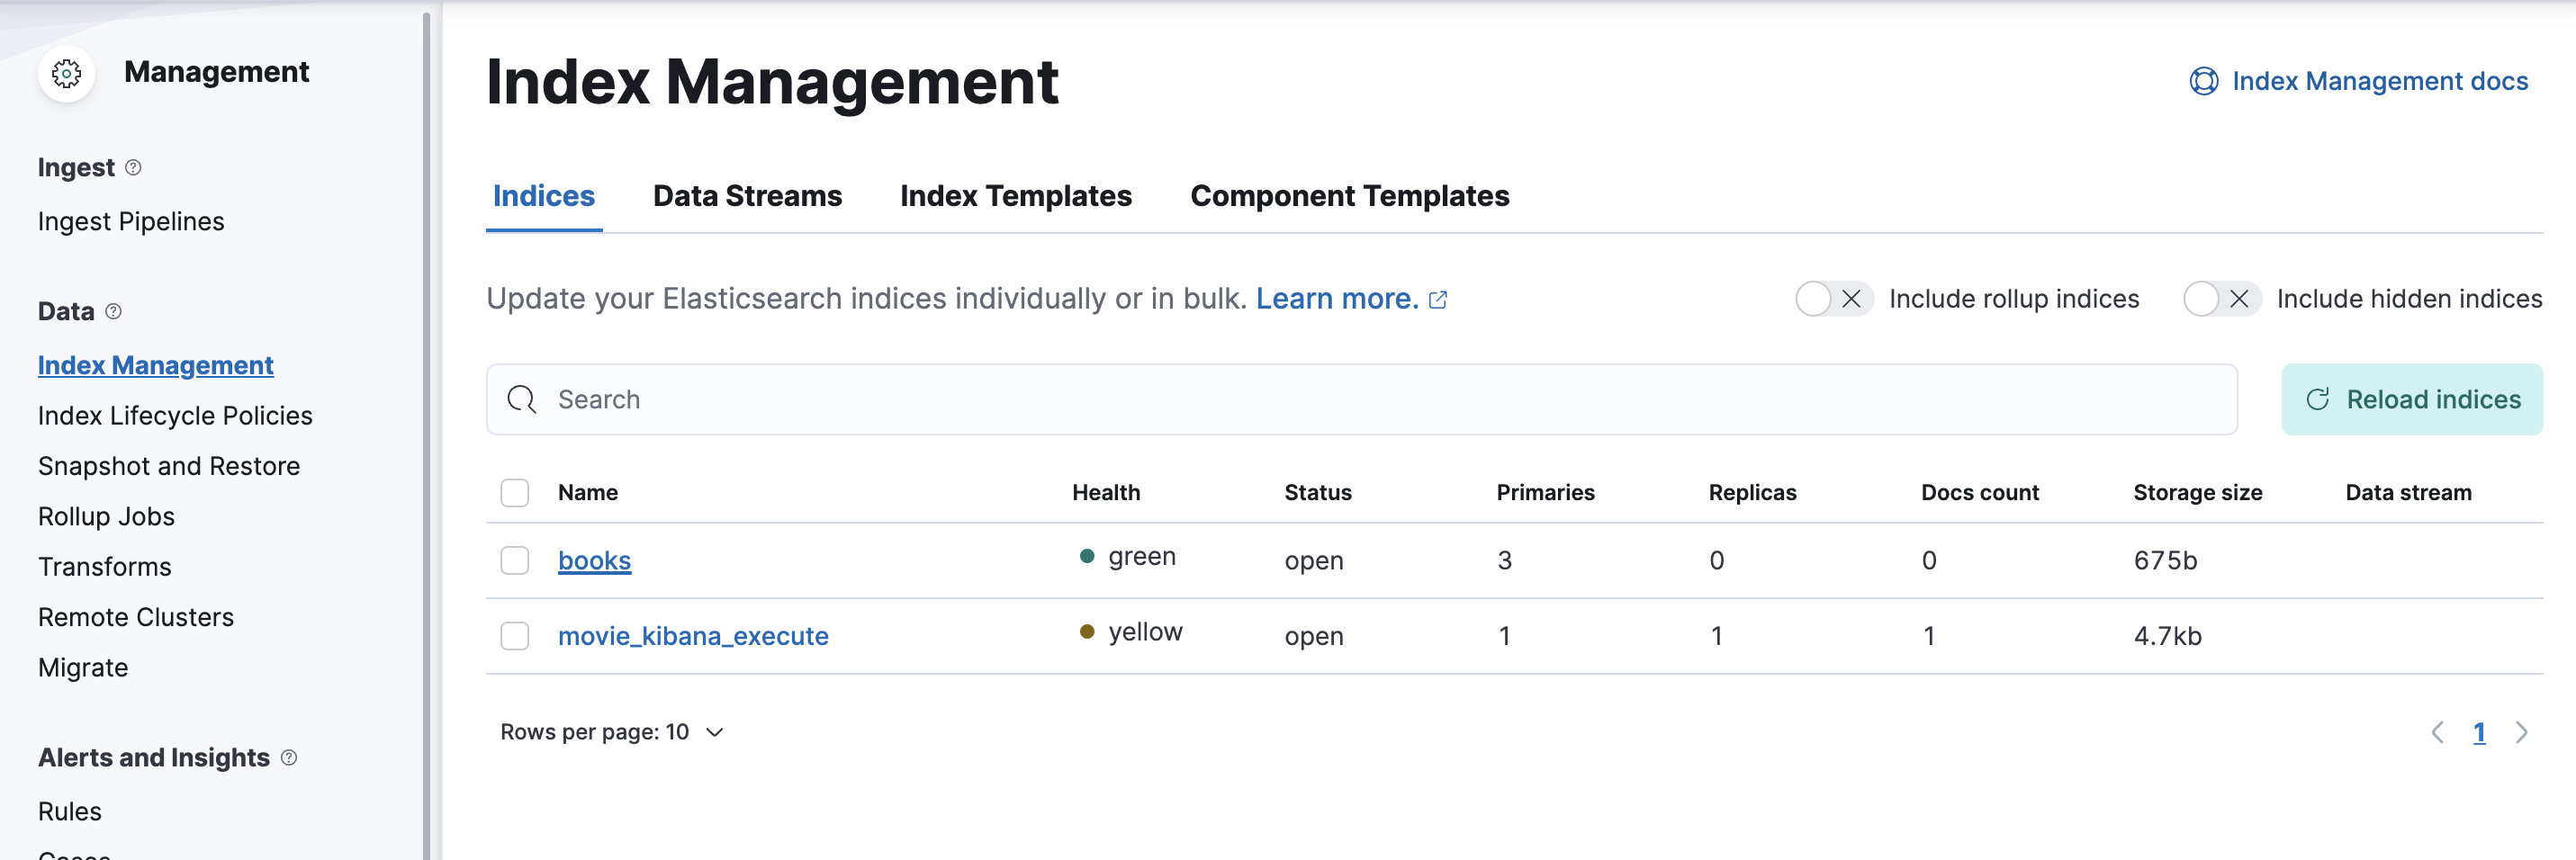 Management
Ingest
Ingest Pipelines
Data
Index Management
Index Lifecycle Policies
Snapshot and Restore
Rollup Jobs
Transforms
Remote Clusters
Migrate
Alerts and Insights
Rules
Index Management
Index Management docs
Indices Data Streams Index Templates Component Templates
Update your Elasticsearch indices individually or in bulk. Learn more. Include rollup indices Include hidden indices
Search Reload indices
Name Health Status Primaries Replicas Docs count Storage size Data stream
books green open 3 0 0 675b
movie_kibana_execute yellow open 1 1 1 4.7kb
Rows per page: 10 1